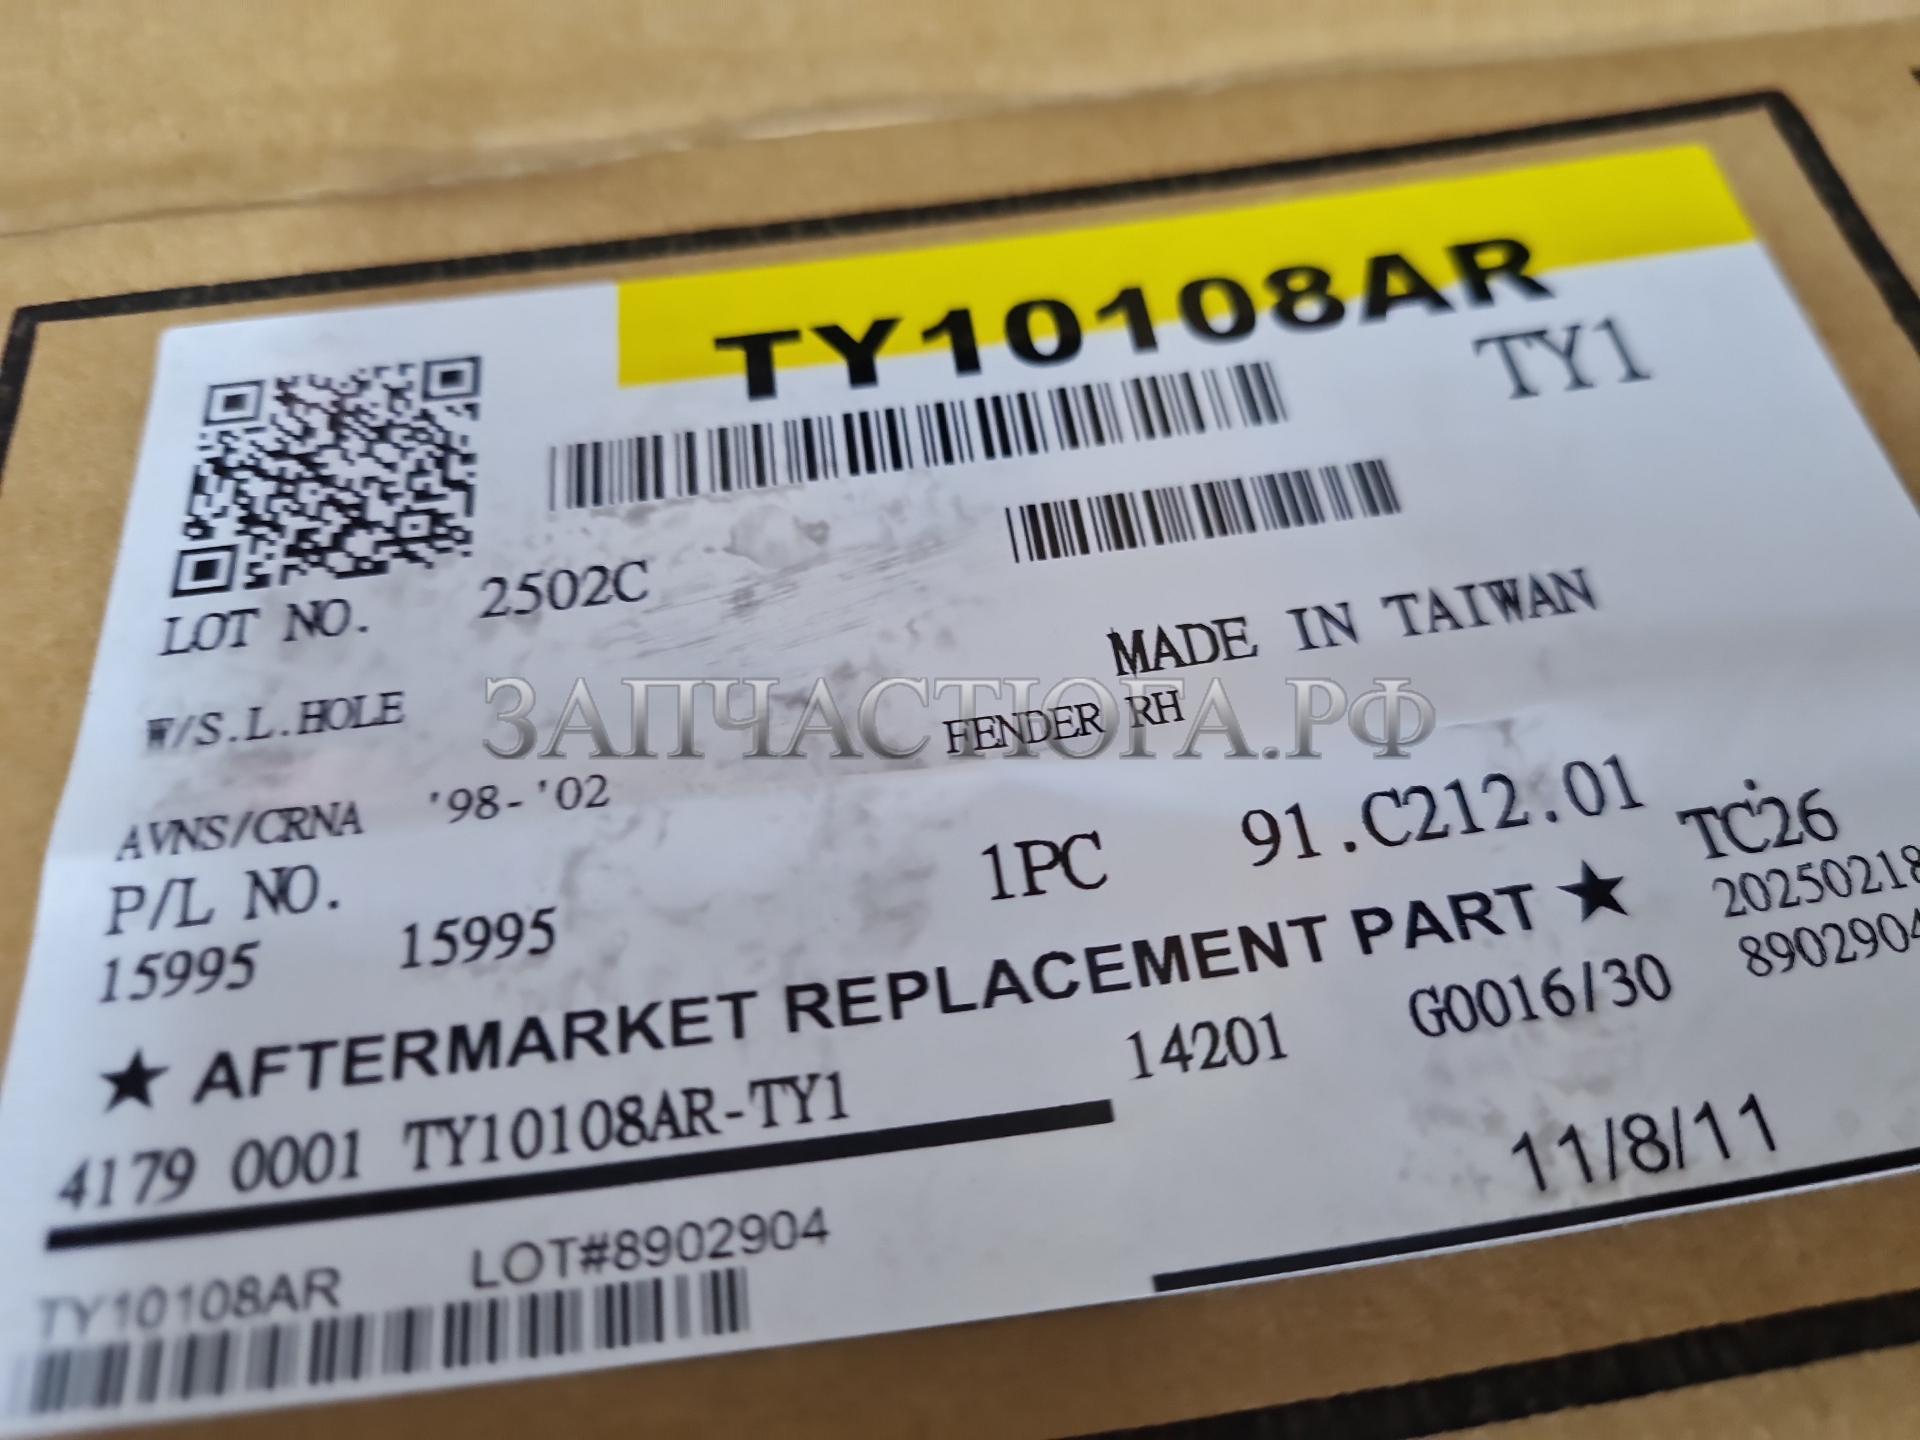 TY10108AR
TY1
LOT NO. 2502C
MADE IN TAIWAN
W/S.L.HOLE
FENDER RH
ЗАПЧАСТЮГА.РФ
AVNS/CRNA '98-'02
P/L NO.
1PC 91.C212.01 TC26
15995 15995
20250218
★ AFTERMARKET REPLACEMENT PART ★
8902904
4179 0001 TY10108AR-TY1 14201 G0016/30
11/8/11
TY10108AR LOT#8902904